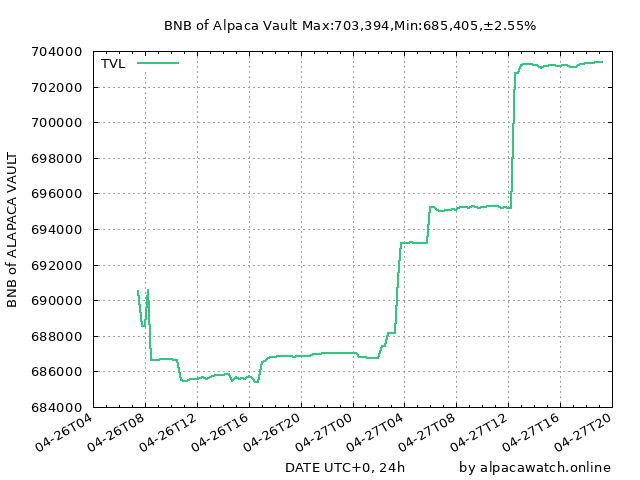 BNB of Alpaca Vault Max:703,394,Min:685,405,±2.55%
TVL
BNB of ALAPACA VAULT
704000
702000
700000
698000
696000
694000
692000
690000
688000
686000
684000
04-26T04
04-26T08
04-26T12
04-26T16
04-26T20
04-27T00
04-27T04
04-27T08
04-27T12
04-27T16
04-27T20
DATE UTC+0, 24h
by alpacawatch.online